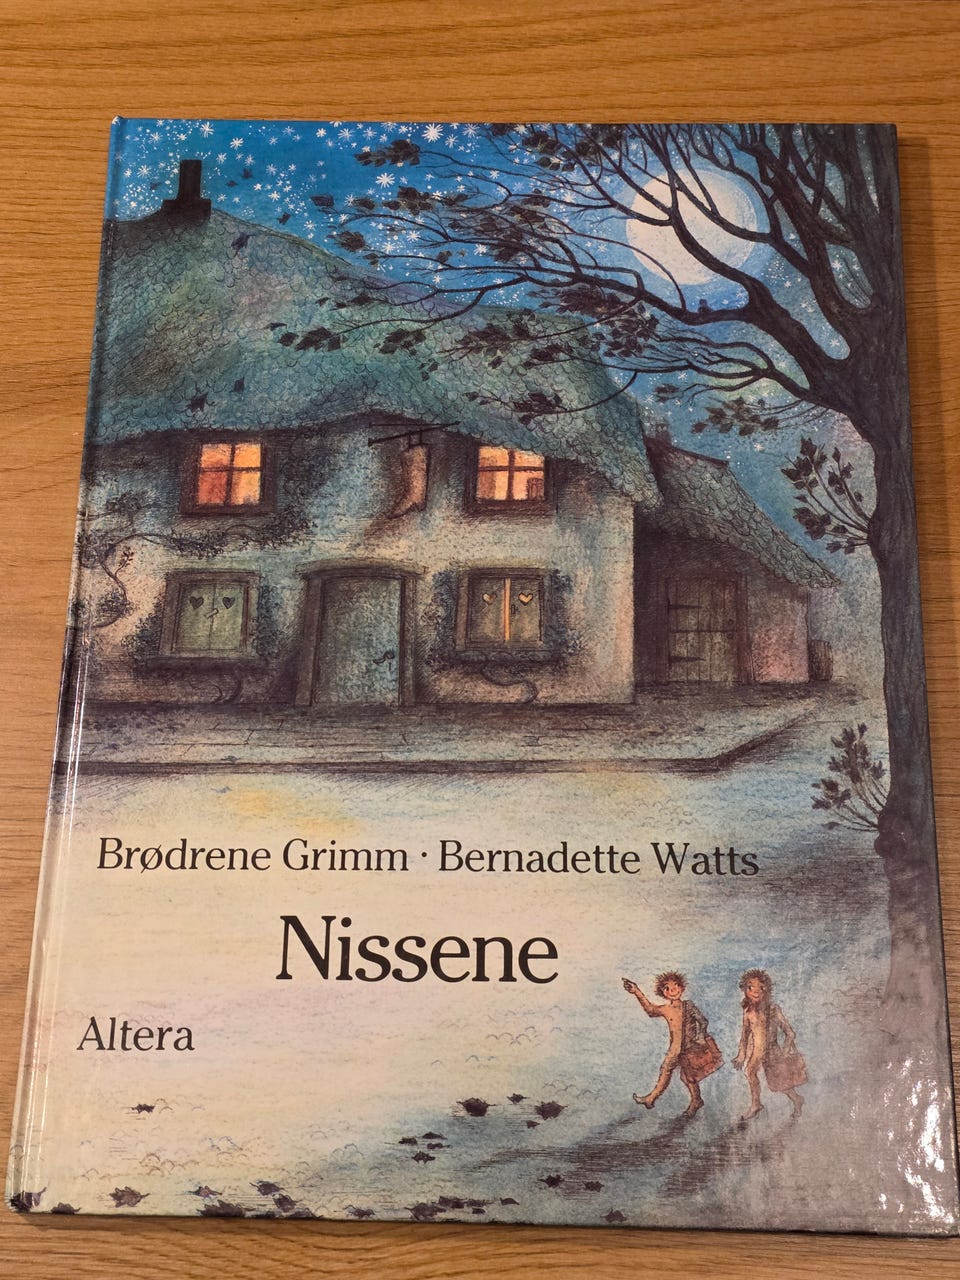 Brødrene Grimm · Bernadette Watts
Nissene
Altera